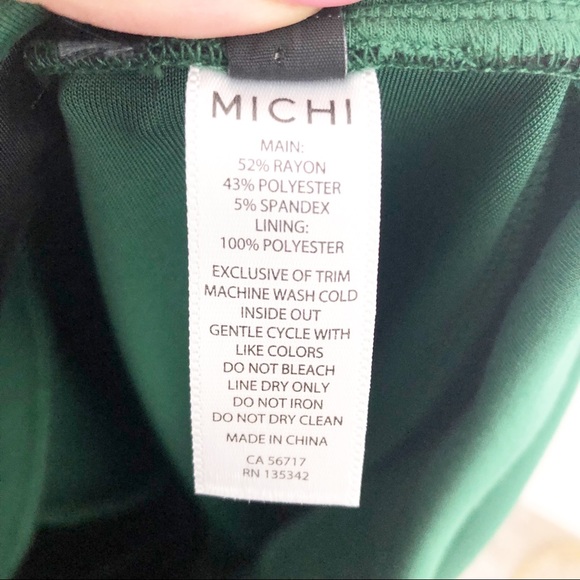 MICHI
MAIN:
52% RAYON
43% POLYESTER
5% SPANDEX
LINING:
100% POLYESTER
EXCLUSIVE OF TRIM
MACHINE WASH COLD
INSIDE OUT
GENTLE CYCLE WITH
LIKE COLORS
DO NOT BLEACH
LINE DRY ONLY
DO NOT IRON
DO NOT DRY CLEAN
MADE IN CHINA
CA 56717
RN 135342